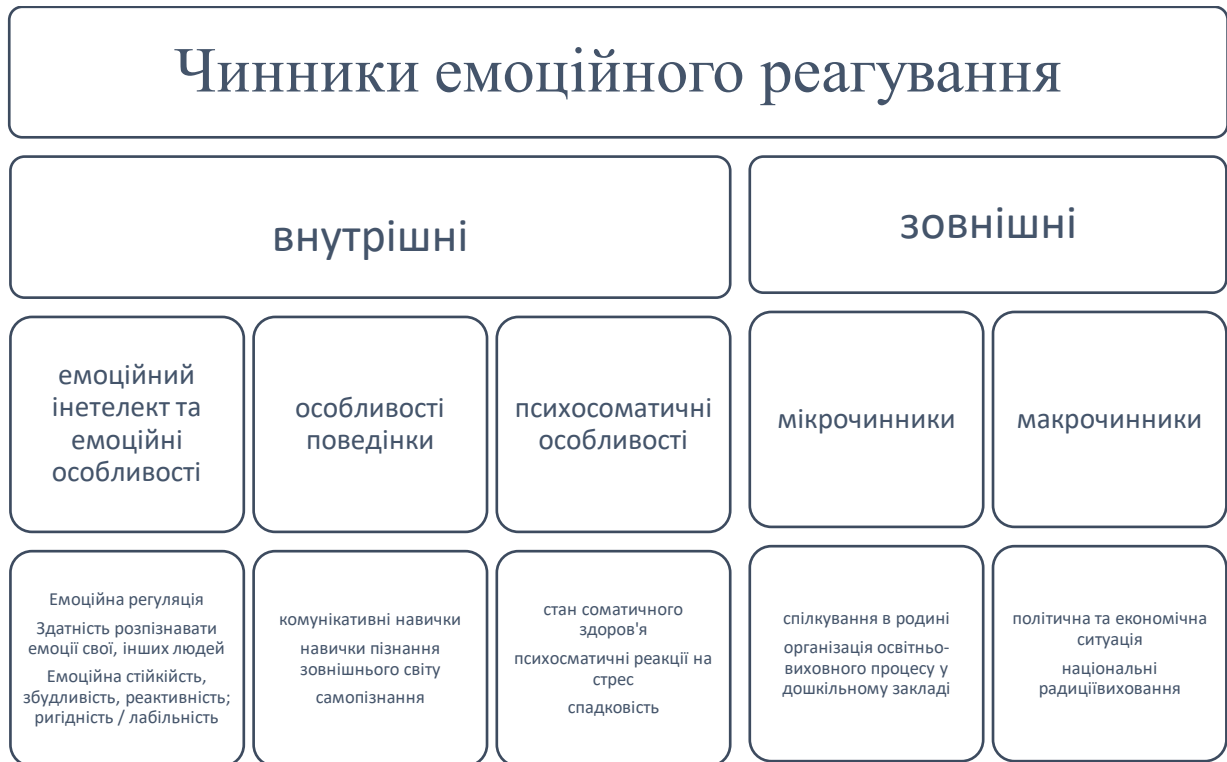 Чинники емоційного реагування
внутрішні
зовнішні
емоційний
інетелект та
емоційні
особливості
особливості
поведінки
психосоматичні
особливості
мікрочинники
макрочинники
Емоційна регуляція
Здатність розпізнавати
емоції свої, інших людей
Емоційна стійкійсть,
збудливість, реактивність;
ригідність / лабільність
комунікативні навички
навички пізнання
зовнішнього світу
самопізнання
стан соматичного
здоров'я
психосматичні реакції на
стрес
спадковість
спілкування в родині
організація освітньо-
виховного процесу у
дошкільному закладі
політична та економічна
ситуація
національні
радиціївиховання